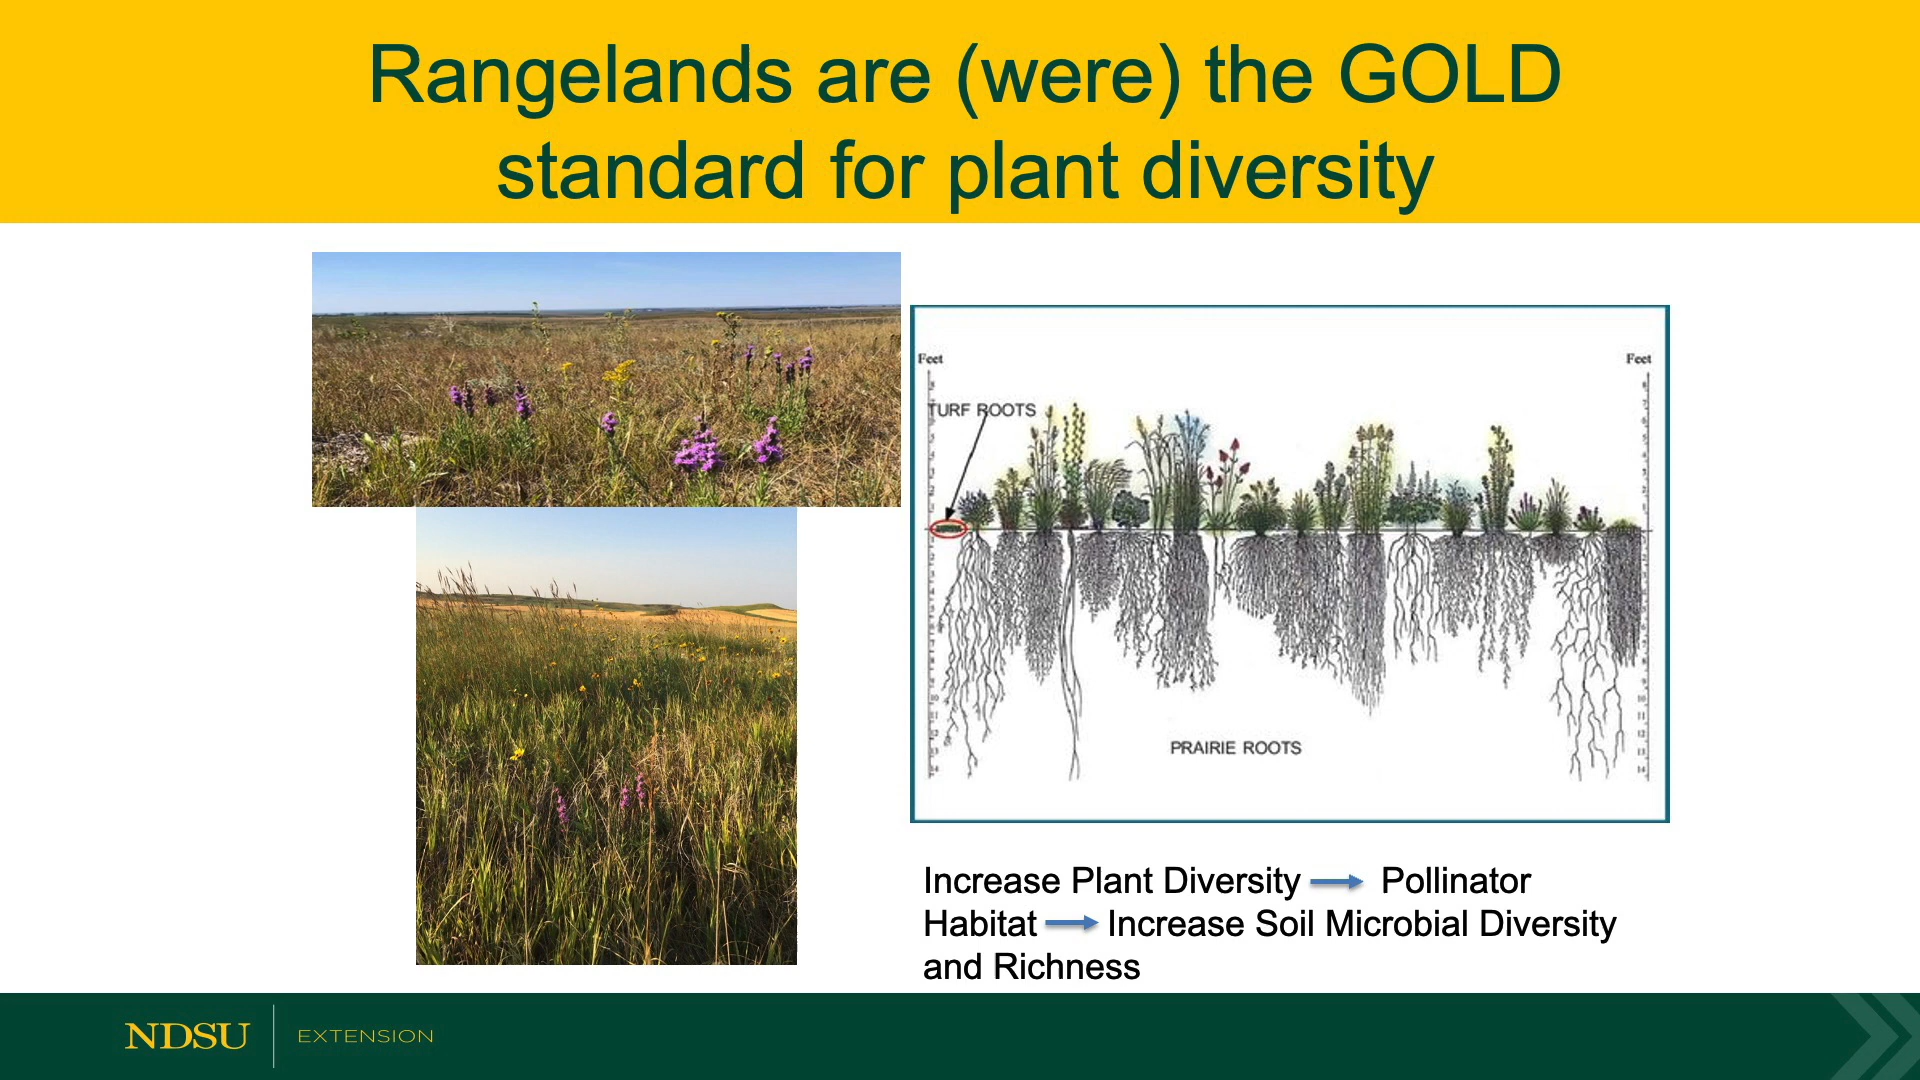 Rangelands are (were) the GOLD
standard for plant diversity
Feet
Feet
TURF ROOTS
PRAIRIE ROOTS
Increase Plant Diversity → Pollinator
Habitat → Increase Soil Microbial Diversity
and Richness
NDSU
EXTENSION